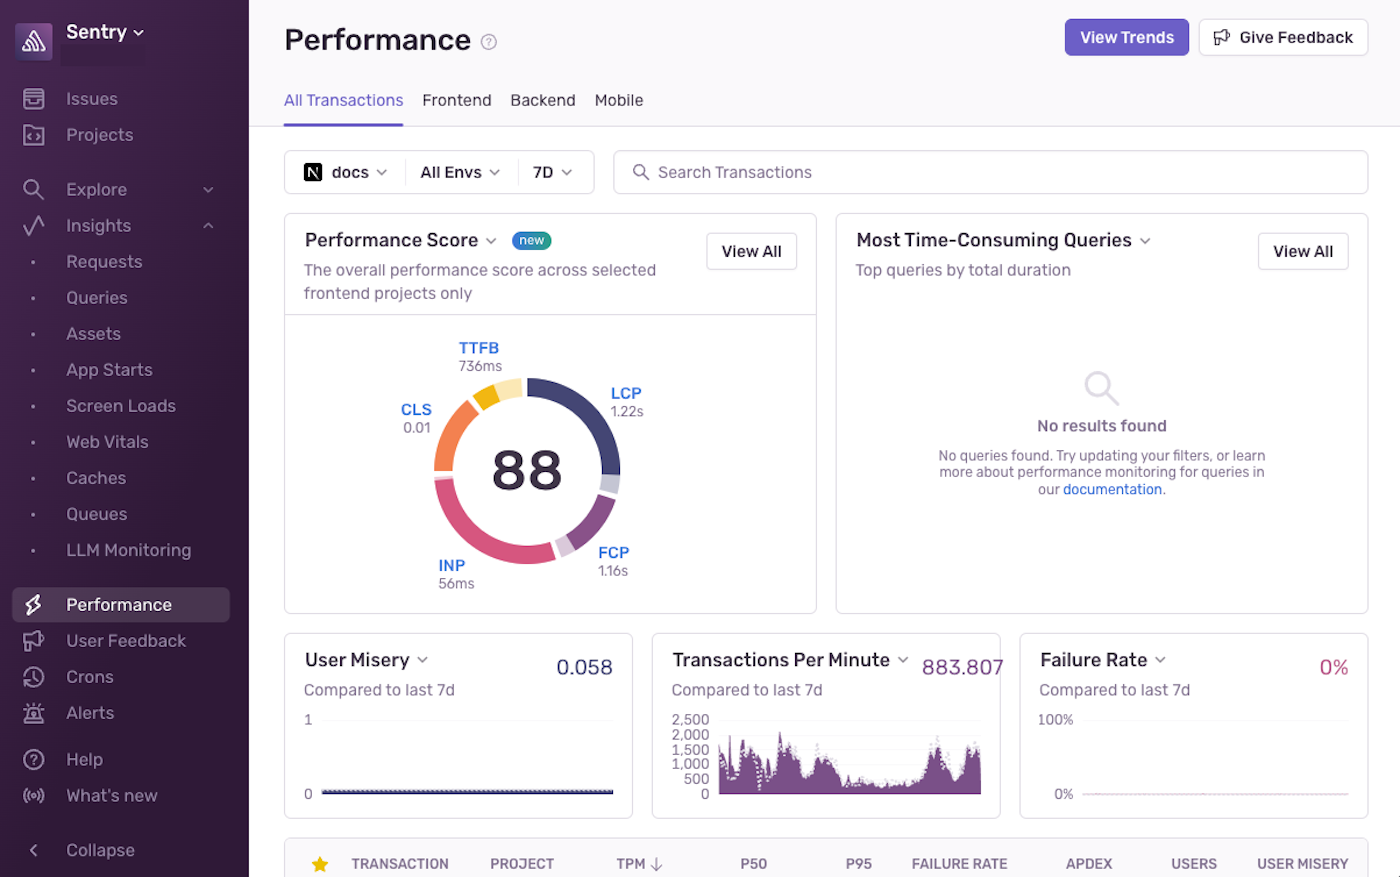 Sentry
Issues
Projects
Explore
Insights
Requests
Queries
Assets
App Starts
Screen Loads
Web Vitals
Caches
Queues
LLM Monitoring
Performance
User Feedback
Crons
Alerts
Help
What's new
Collapse
Performance
View Trends
Give Feedback
All Transactions Frontend Backend Mobile
N docs All Envs 7D Search Transactions
Performance Score new
View All
The overall performance score across selected
frontend projects only
TTFB
736ms
LCP
1.22s
CLS
0.01
88
INP
56ms
FCP
1.16s
Most Time-Consuming Queries
View All
Top queries by total duration
No results found
No queries found. Try updating your filters, or learn
more about performance monitoring for queries in
our documentation.
User Misery
0.058
Compared to last 7d
1
0
Transactions Per Minute
883.807
Compared to last 7d
2,500
2,000
1,500
1,000
500
0
Failure Rate
0%
Compared to last 7d
100%
0%
TRANSACTION PROJECT TPM P50 P95 FAILURE RATE APDEX USERS USER MISERY